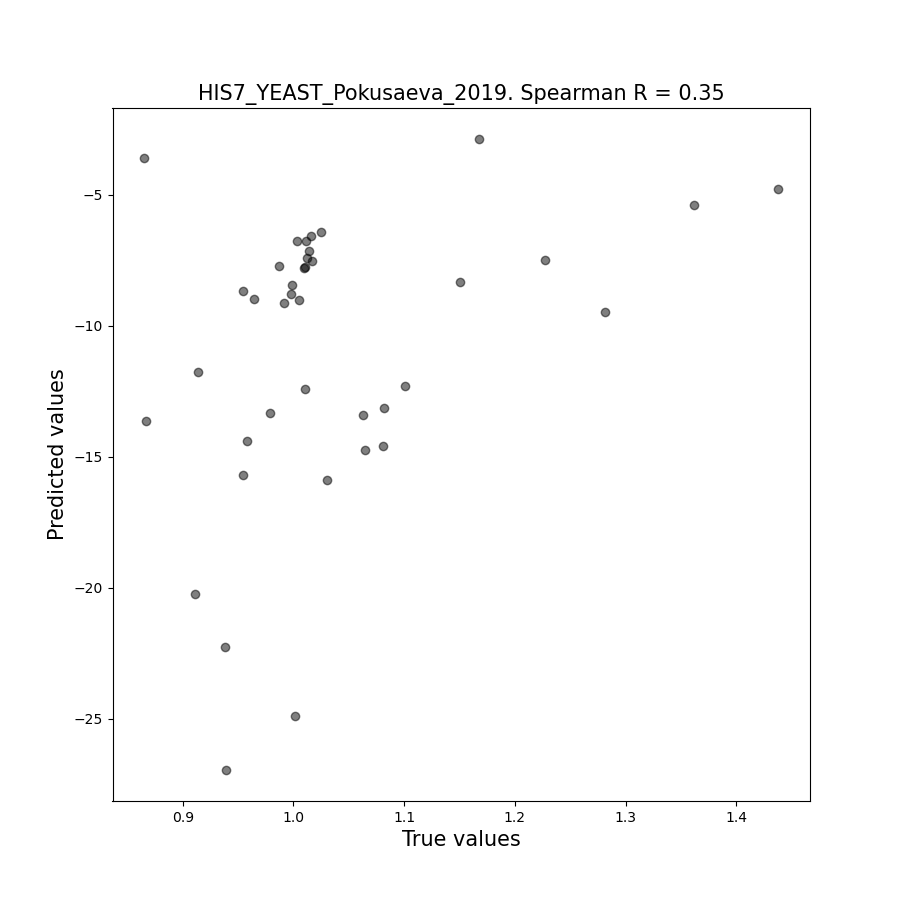 HIS7_YEAST_Pokusaeva_2019. Spearman R = 0.35
Predicted values
−5
−10
−15
−20
−25
0.9 1.0 1.1 1.2 1.3 1.4
True values